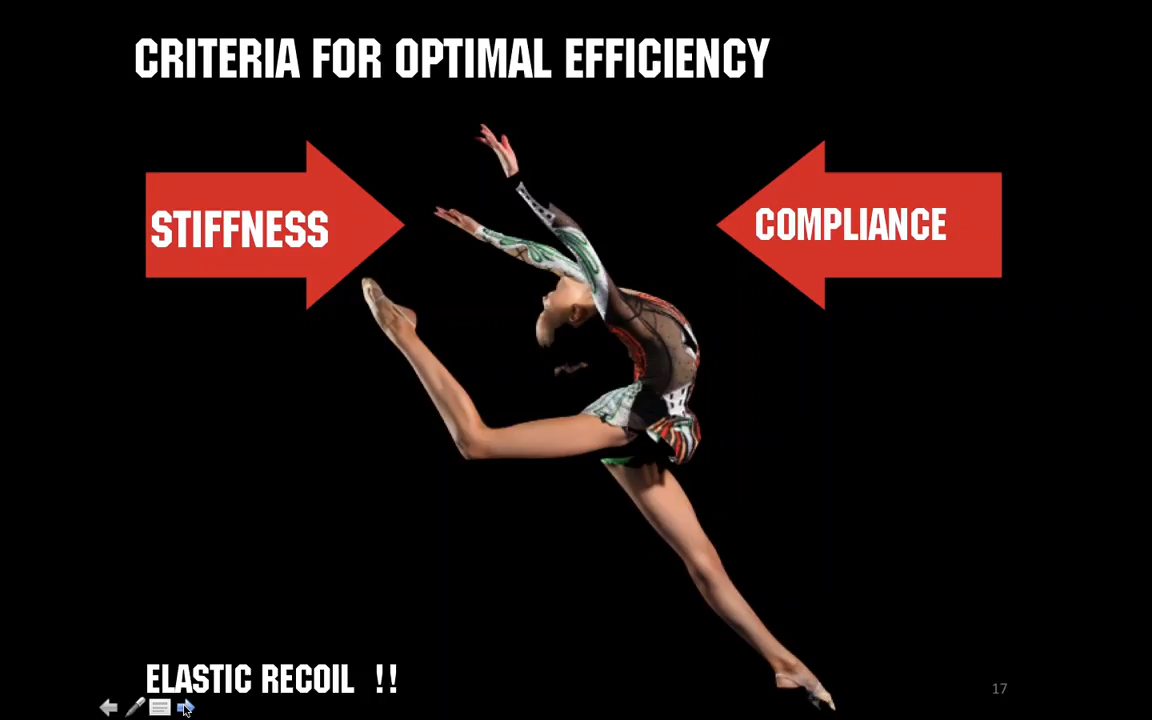 CRITERIA FOR OPTIMAL EFFICIENCY
STIFFNESS
COMPLIANCE
ELASTIC RECOIL !!
17